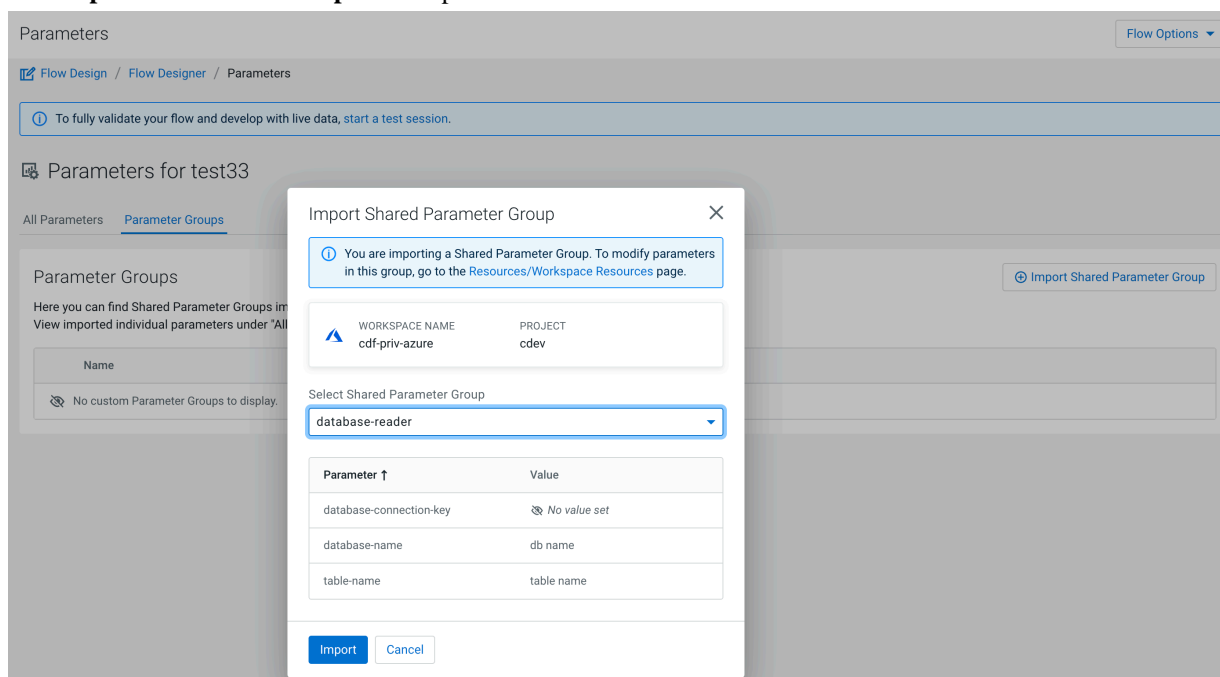 Parameters
Flow Options
Flow Design / Flow Designer / Parameters
To fully validate your flow and develop with live data, start a test session.
Parameters for test33
All Parameters Parameter Groups
Parameter Groups
Import Shared Parameter Group
Here you can find Shared Parameter Groups im
View imported individual parameters under "All
Name
No custom Parameter Groups to display.
Import Shared Parameter Group
You are importing a Shared Parameter Group. To modify parameters
in this group, go to the Resources/Workspace Resources page.
WORKSPACE NAME PROJECT
cdf-priv-azure cdev
Select Shared Parameter Group
database-reader
Parameter ↑ Value
database-connection-key No value set
database-name db name
table-name table name
Import Cancel